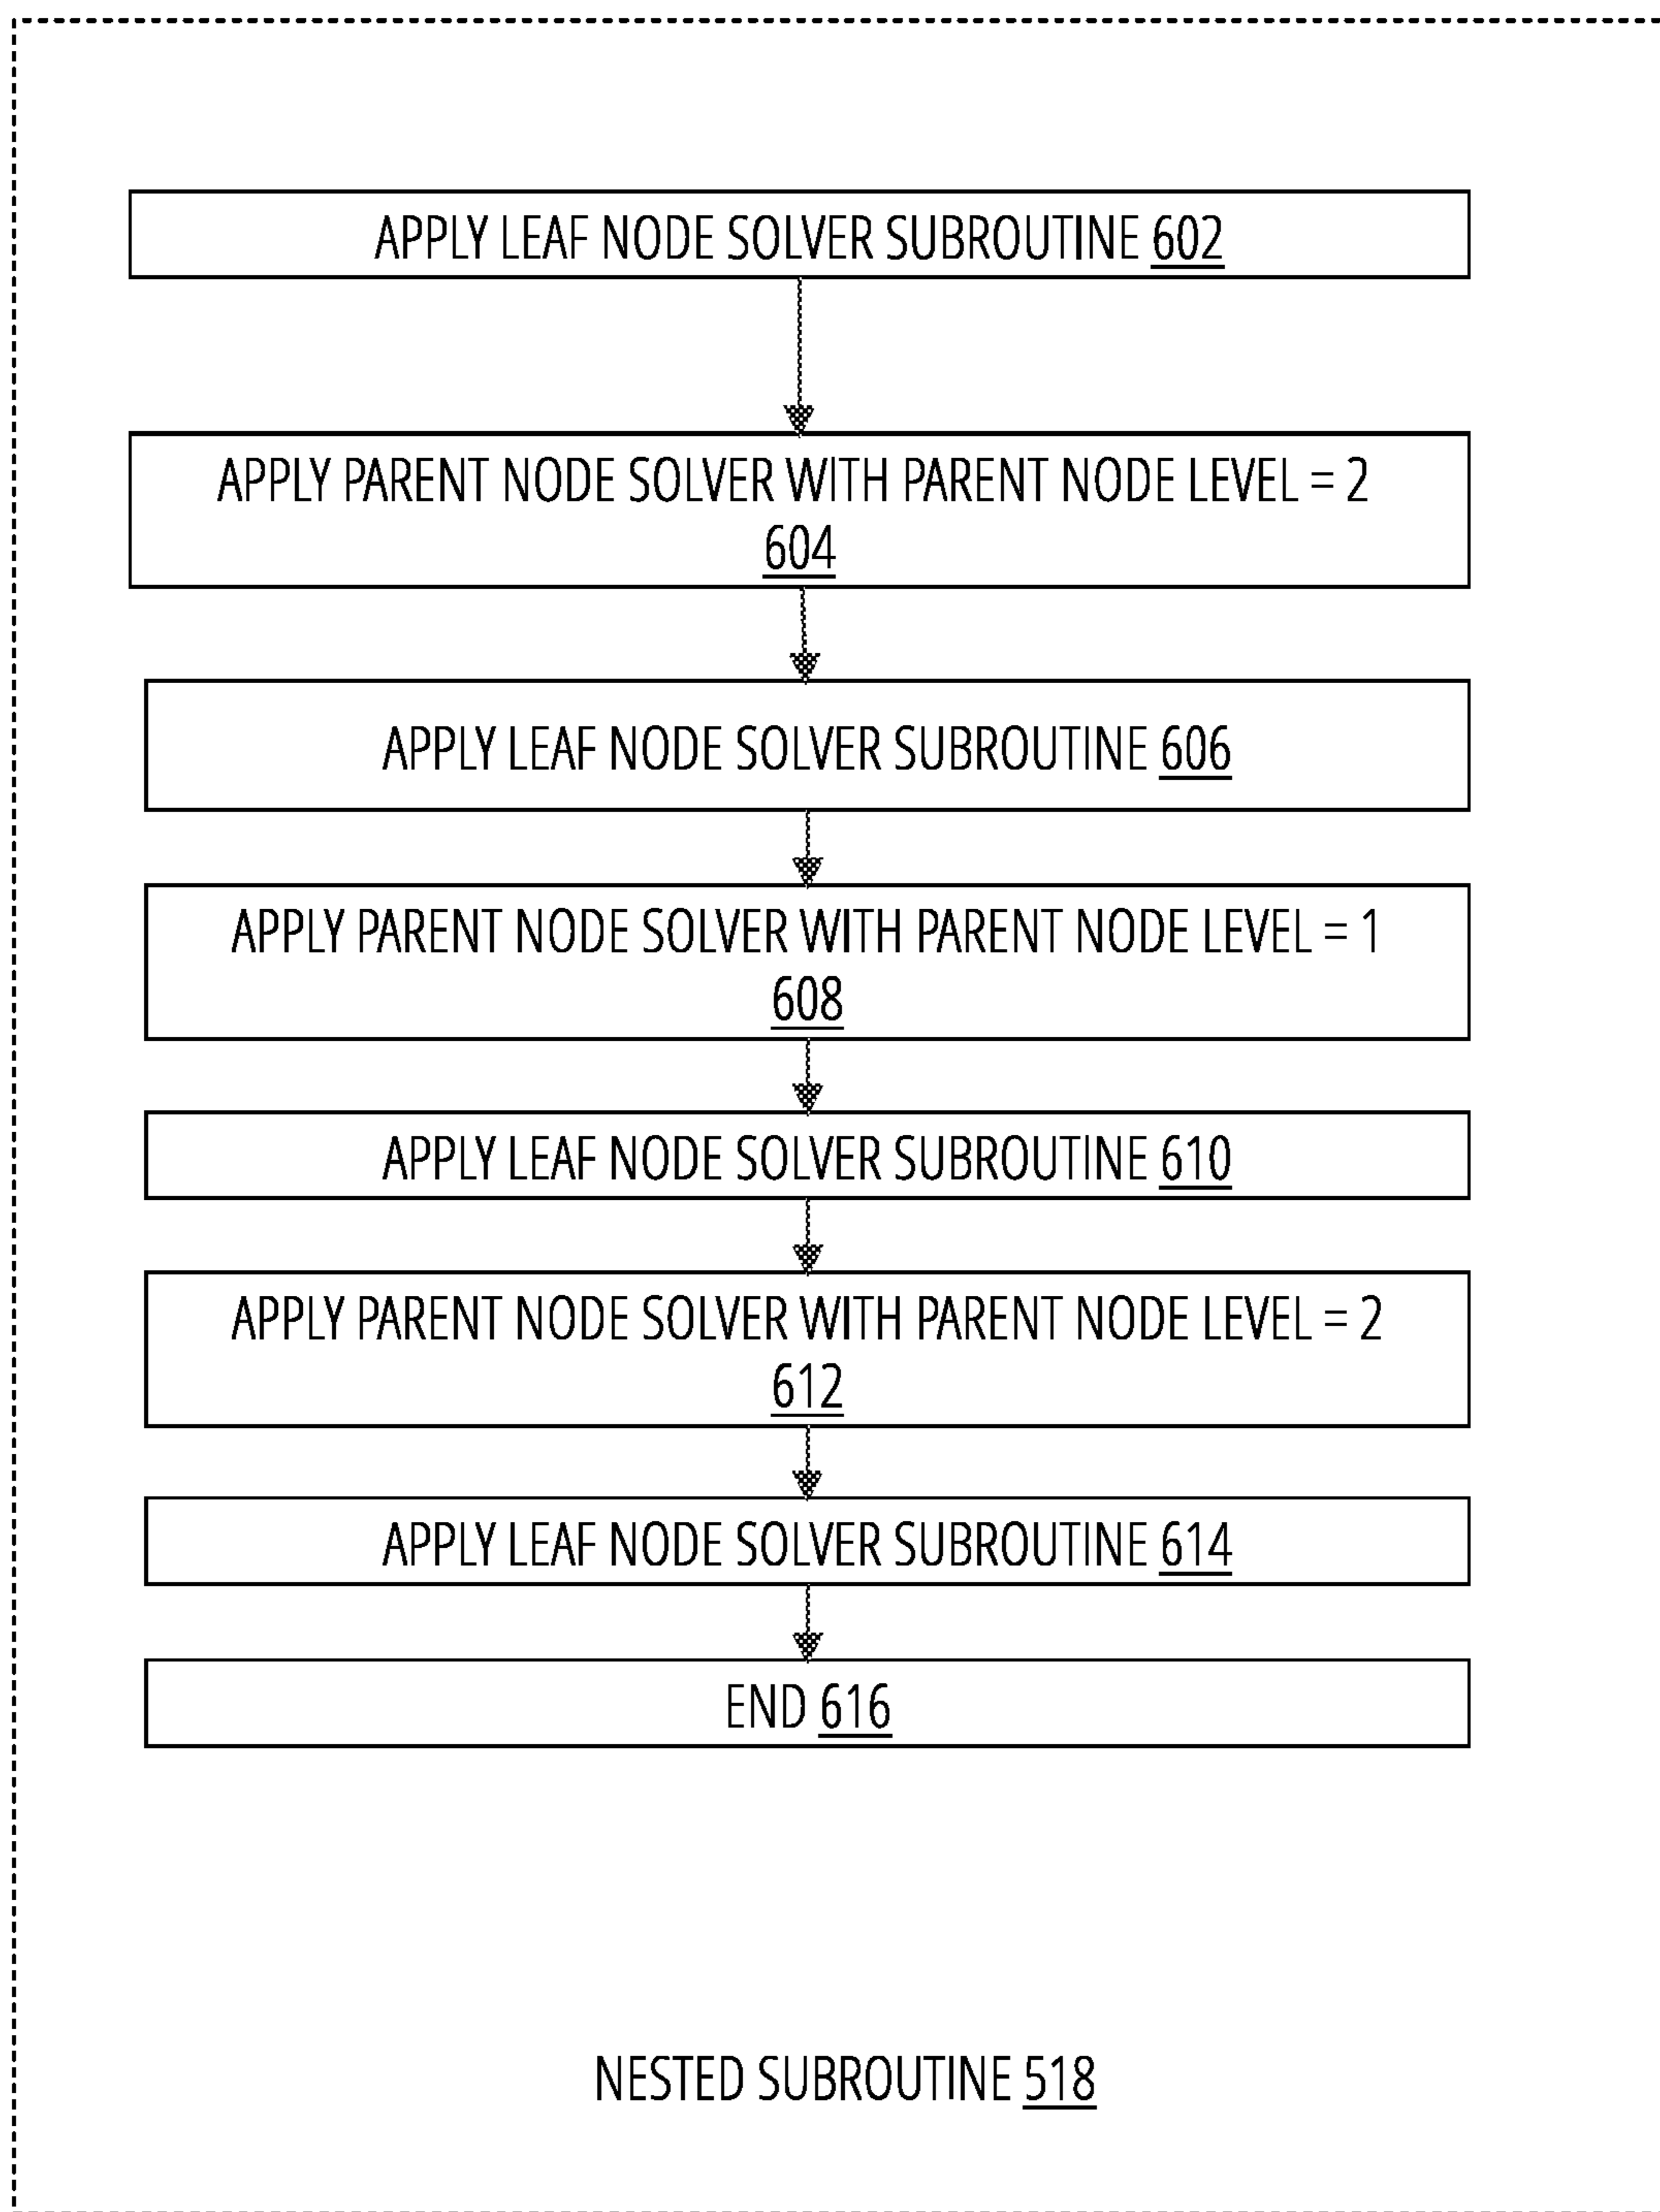 APPLY LEAF NODE SOLVER SUBROUTINE 602
APPLY PARENT NODE SOLVER WITH PARENT NODE LEVEL = 2
604
APPLY LEAF NODE SOLVER SUBROUTINE 606
APPLY PARENT NODE SOLVER WITH PARENT NODE LEVEL = 1
608
APPLY LEAF NODE SOLVER SUBROUTINE 610
APPLY PARENT NODE SOLVER WITH PARENT NODE LEVEL = 2
612
APPLY LEAF NODE SOLVER SUBROUTINE 614
END 616
NESTED SUBROUTINE 518